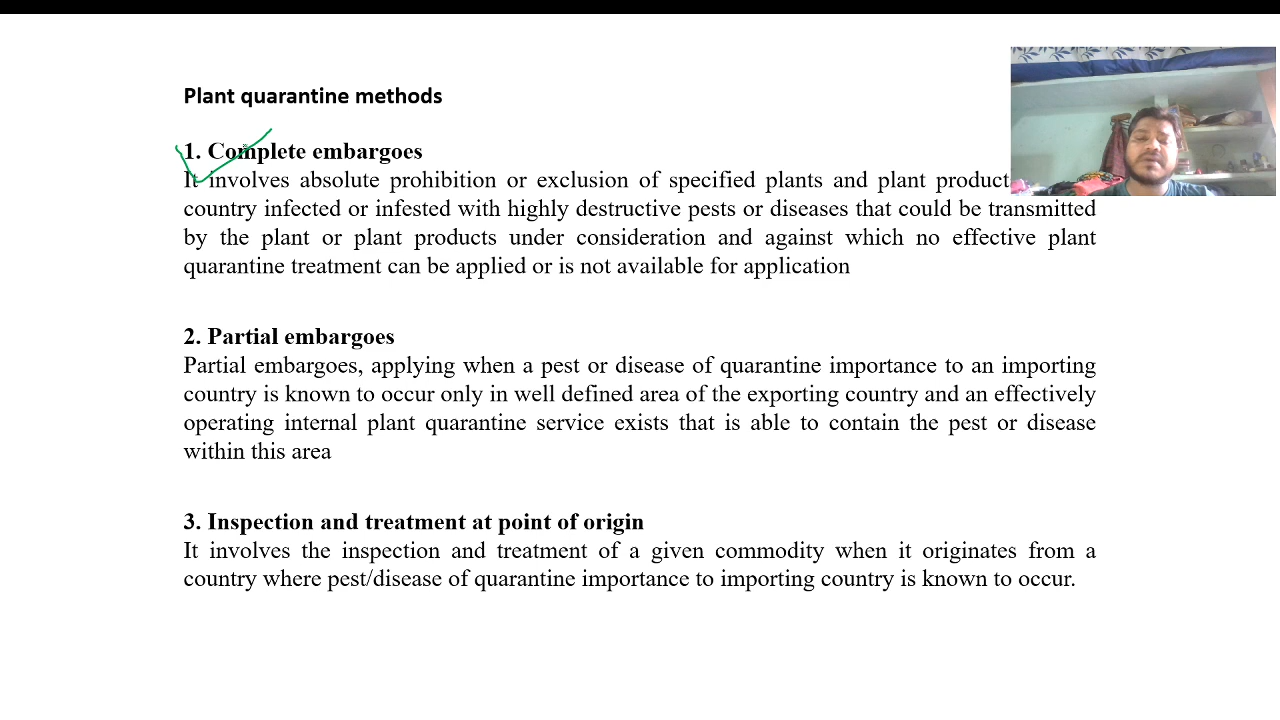 Plant quarantine methods
1. Complete embargoes
It involves absolute prohibition or exclusion of specified plants and plant product
country infected or infested with highly destructive pests or diseases that could be transmitted
by the plant or plant products under consideration and against which no effective plant
quarantine treatment can be applied or is not available for application
2. Partial embargoes
Partial embargoes, applying when a pest or disease of quarantine importance to an importing
country is known to occur only in well defined area of the exporting country and an effectively
operating internal plant quarantine service exists that is able to contain the pest or disease
within this area
3. Inspection and treatment at point of origin
It involves the inspection and treatment of a given commodity when it originates from a
country where pest/disease of quarantine importance to importing country is known to occur.